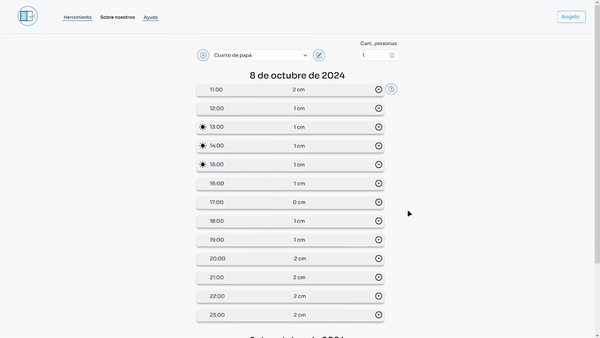 Herramienta Sobre nosotros Ayuda Angelo
Cant. personas
Cuarto de papá 1
8 de octubre de 2024
11:00 2 cm
12:00 1 cm
13:00 1 cm
14:00 1 cm
15:00 1 cm
16:00 1 cm
17:00 0 cm
18:00 1 cm
19:00 1 cm
20:00 2 cm
21:00 2 cm
22:00 2 cm
23:00 2 cm